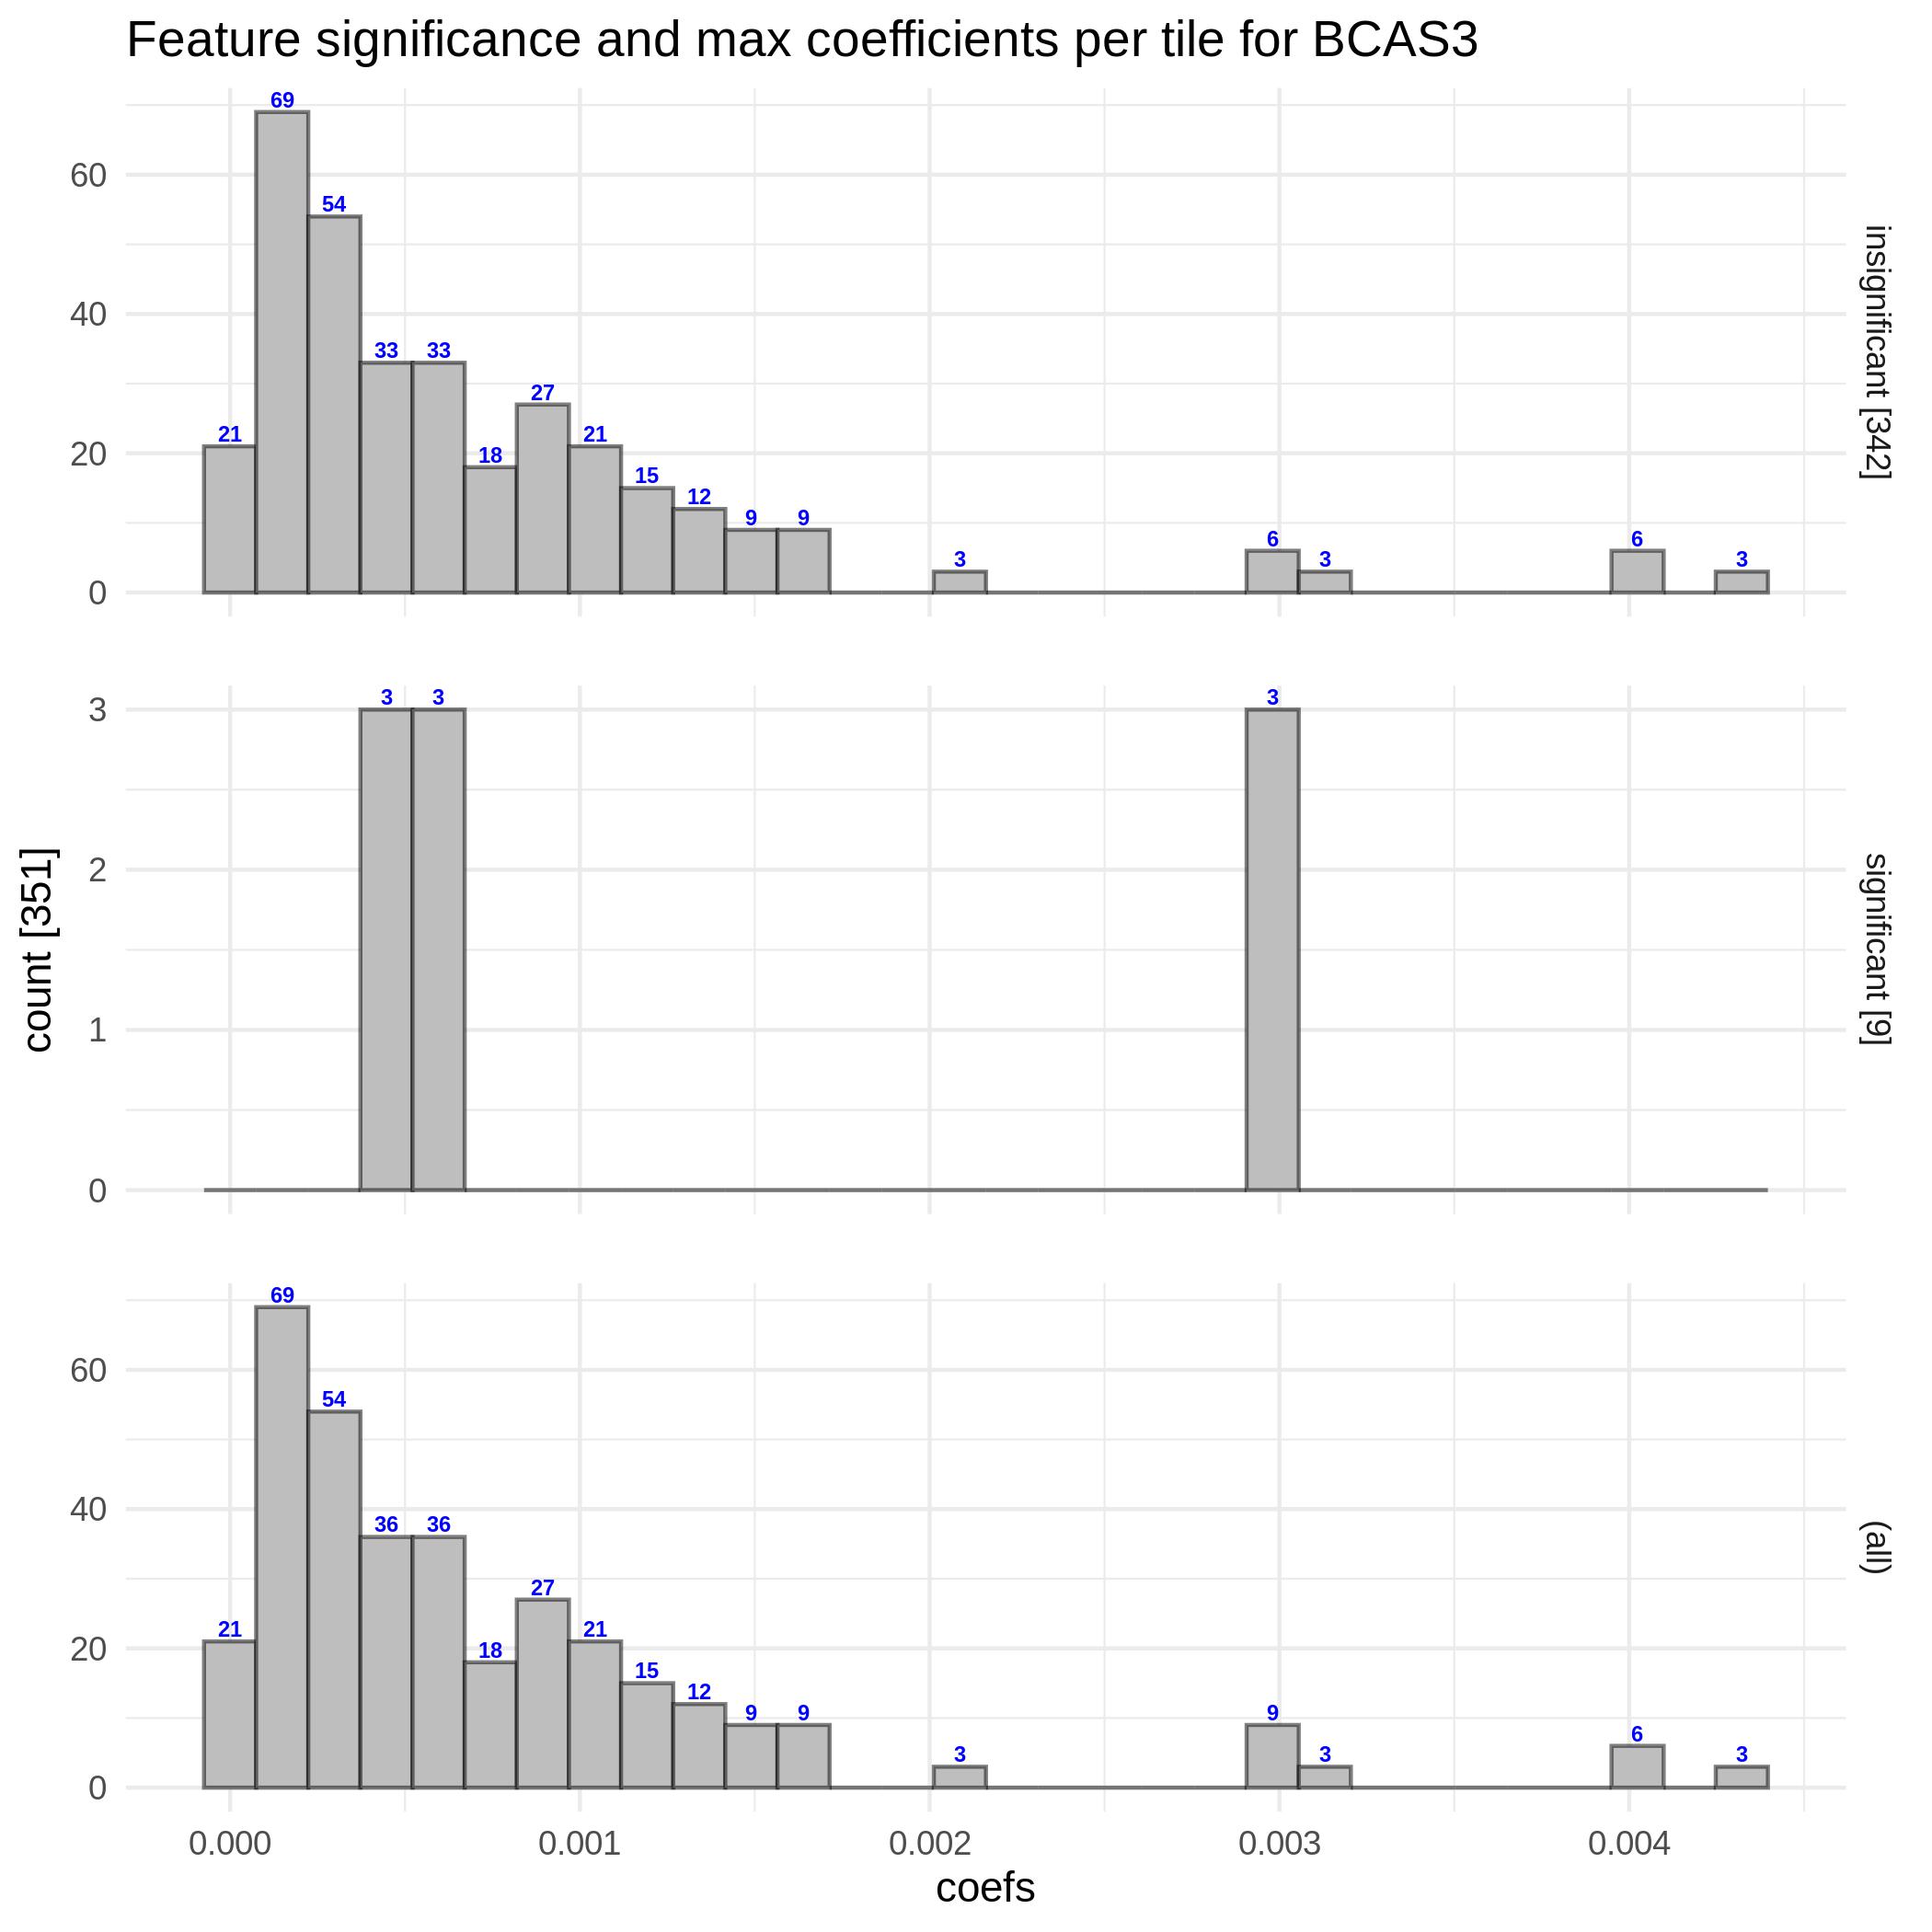 Feature significance and max coefficients per tile for BCAS3
69
60
54
40
33 33
27
21 21
20
18
15
12
9 9
6 6
3 3 3
0
insignificant [342]
3 3 3
3
2
1
0
significant [9]
count [351]
69
60
54
40
36 36
27
21 21
20
18
15
12
9 9 9
6
3 3 3
0
(all)
0.000 0.001 0.002 0.003 0.004
coefs